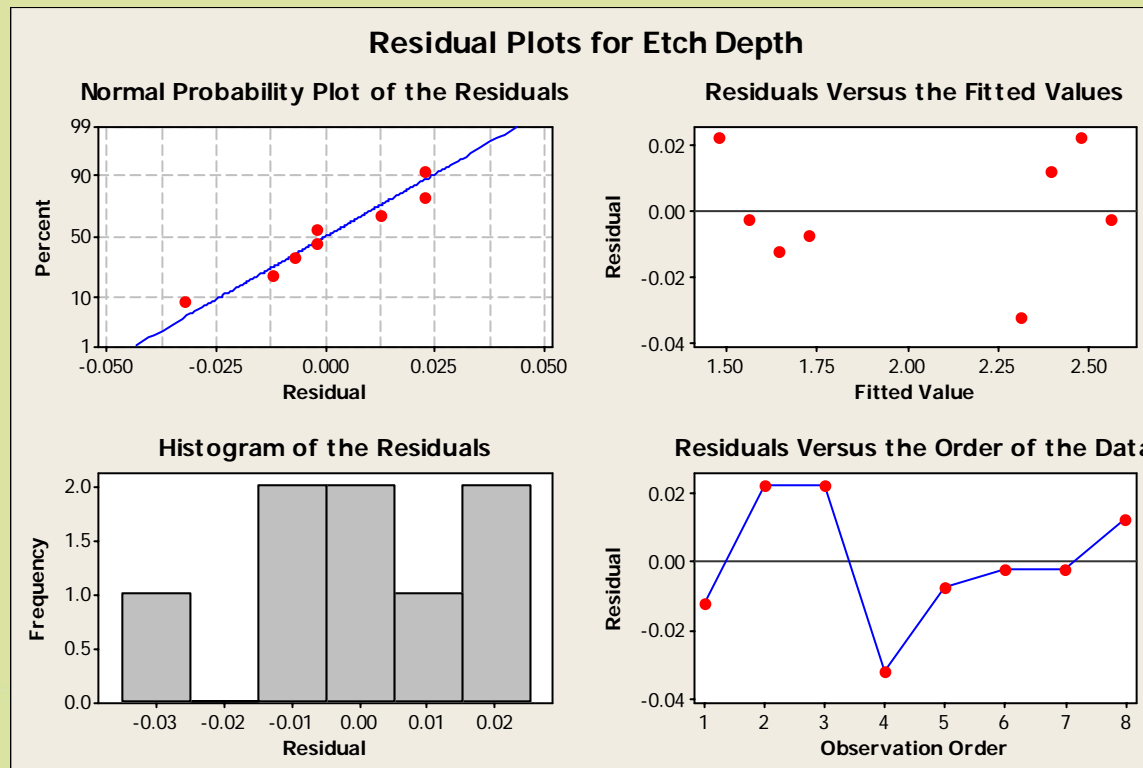 Residual Plots for Etch Depth
Normal Probability Plot of the Residuals
99
90
50
10
1
Percent
-0.050 -0.025 0.000 0.025 0.050
Residual
Residuals Versus the Fitted Values
0.02
0.00
-0.02
-0.04
Residual
1.50 1.75 2.00 2.25 2.50
Fitted Value
Histogram of the Residuals
2.0
1.5
1.0
0.5
0.0
Frequency
-0.03 -0.02 -0.01 0.00 0.01 0.02
Residual
Residuals Versus the Order of the Data
0.02
0.00
-0.02
-0.04
Residual
1 2 3 4 5 6 7 8
Observation Order